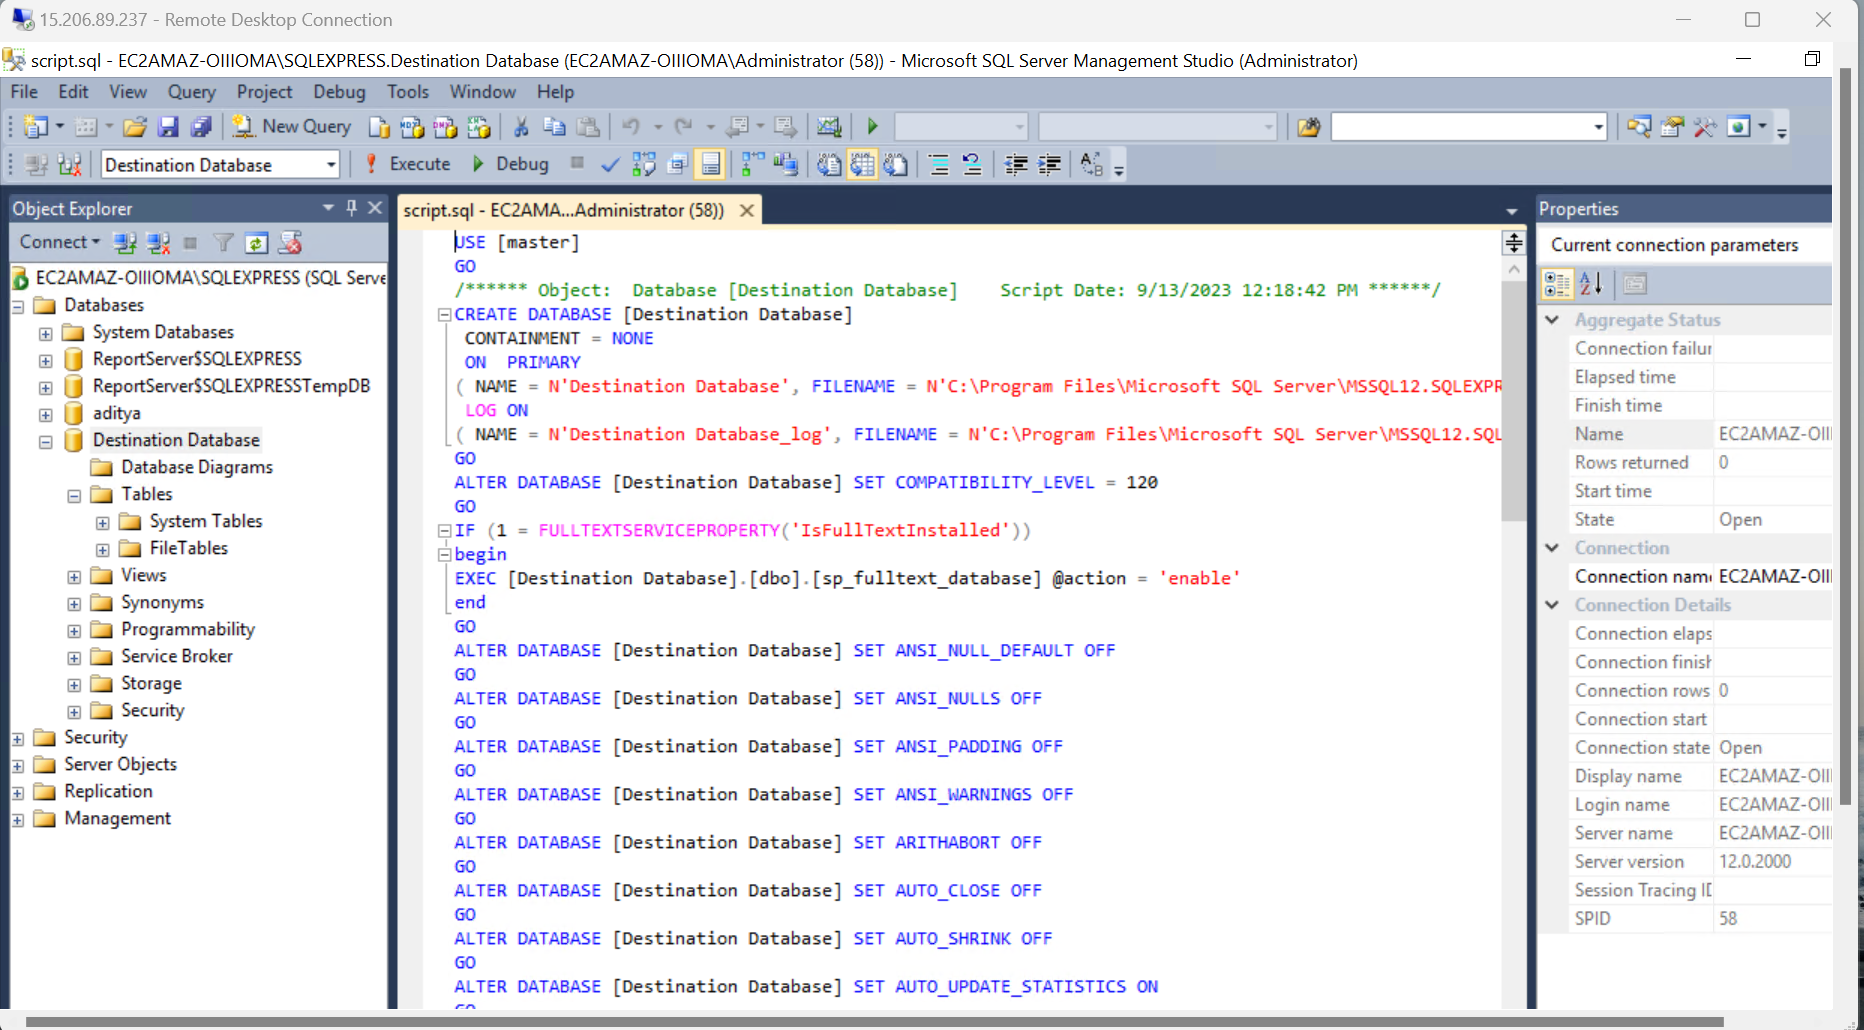 15.206.89.237 - Remote Desktop Connection
script.sql - EC2AMAZ-OIIIOMA\SQLEXPRESS.Destination Database (EC2AMAZ-OIIIOMA\Administrator (58)) - Microsoft SQL Server Management Studio (Administrator)
File Edit View Query Project Debug Tools Window Help
New Query
Destination Database Execute Debug
Object Explorer
Connect
EC2AMAZ-OIIIOMA\SQLEXPRESS (SQL Serve
Databases
System Databases
ReportServer$SQLEXPRESS
ReportServer$SQLEXPRESSTempDB
aditya
Destination Database
Database Diagrams
Tables
System Tables
FileTables
Views
Synonyms
Programmability
Service Broker
Storage
Security
Security
Server Objects
Replication
Management
script.sql - EC2AMA...Administrator (58))
USE [master]
GO
/****** Object:  Database [Destination Database]    Script Date: 9/13/2023 12:18:42 PM ******/
CREATE DATABASE [Destination Database]
CONTAINMENT = NONE
ON  PRIMARY
( NAME = N'Destination Database', FILENAME = N'C:\Program Files\Microsoft SQL Server\MSSQL12.SQLEXPR
LOG ON
( NAME = N'Destination Database_log', FILENAME = N'C:\Program Files\Microsoft SQL Server\MSSQL12.SQL
GO
ALTER DATABASE [Destination Database] SET COMPATIBILITY_LEVEL = 120
GO
IF (1 = FULLTEXTSERVICEPROPERTY('IsFullTextInstalled'))
begin
EXEC [Destination Database].[dbo].[sp_fulltext_database] @action = 'enable'
end
GO
ALTER DATABASE [Destination Database] SET ANSI_NULL_DEFAULT OFF
GO
ALTER DATABASE [Destination Database] SET ANSI_NULLS OFF
GO
ALTER DATABASE [Destination Database] SET ANSI_PADDING OFF
GO
ALTER DATABASE [Destination Database] SET ANSI_WARNINGS OFF
GO
ALTER DATABASE [Destination Database] SET ARITHABORT OFF
GO
ALTER DATABASE [Destination Database] SET AUTO_CLOSE OFF
GO
ALTER DATABASE [Destination Database] SET AUTO_SHRINK OFF
GO
ALTER DATABASE [Destination Database] SET AUTO_UPDATE_STATISTICS ON
Properties
Current connection parameters
Aggregate Status
Connection failur
Elapsed time
Finish time
Name EC2AMAZ-OII
Rows returned 0
Start time
State Open
Connection
Connection nam EC2AMAZ-OII
Connection Details
Connection elaps
Connection finish
Connection rows 0
Connection start
Connection state Open
Display name EC2AMAZ-OII
Login name EC2AMAZ-OII
Server name EC2AMAZ-OII
Server version 12.0.2000
Session Tracing ID
SPID 58